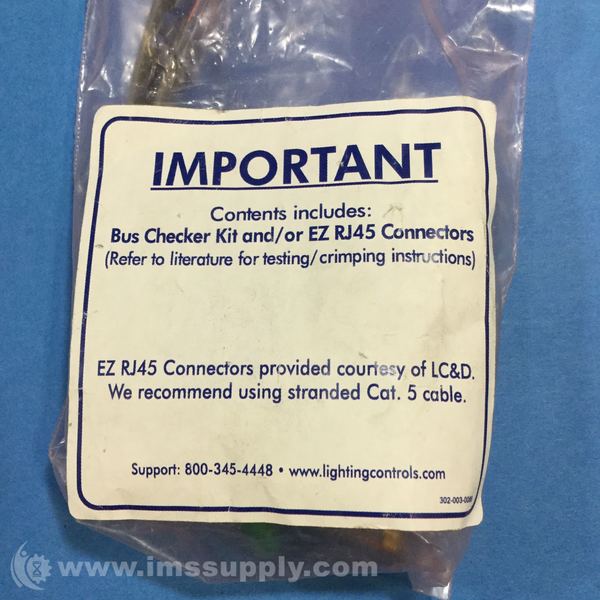 IMPORTANT
Contents includes:
Bus Checker Kit and/or EZ RJ45 Connectors
(Refer to literature for testing/crimping instructions)
EZ RJ45 Connectors provided courtesy of LC&D.
We recommend using stranded Cat. 5 cable.
Support: 800-345-4448 • www.lightingcontrols.com
www.imssupply.com